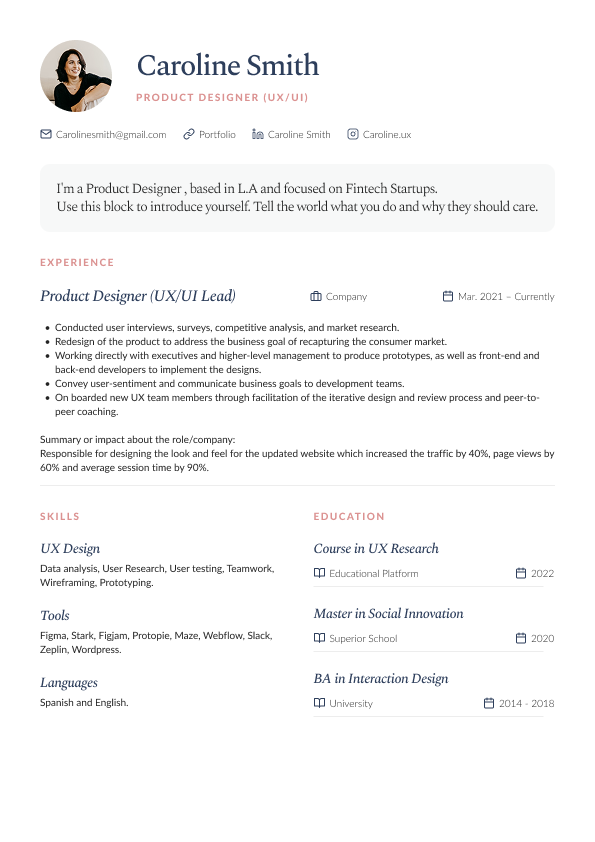 Caroline Smith
PRODUCT DESIGNER (UX/UI)
Carolinesmith@gmail.com Portfolio Caroline Smith Caroline.ux
I'm a Product Designer , based in L.A and focused on Fintech Startups.
Use this block to introduce yourself. Tell the world what you do and why they should care.
EXPERIENCE
Product Designer (UX/UI Lead) Company Mar. 2021 – Currently
• Conducted user interviews, surveys, competitive analysis, and market research.
• Redesign of the product to address the business goal of recapturing the consumer market.
• Working directly with executives and higher-level management to produce prototypes, as well as front-end and
back-end developers to implement the designs.
• Convey user-sentiment and communicate business goals to development teams.
• On boarded new UX team members through facilitation of the iterative design and review process and peer-to-
peer coaching.
Summary or impact about the role/company:
Responsible for designing the look and feel for the updated website which increased the traffic by 40%, page views by
60% and average session time by 90%.
SKILLS
UX Design
Data analysis, User Research, User testing, Teamwork,
Wireframing, Prototyping.
Tools
Figma, Stark, Figjam, Protopie, Maze, Webflow, Slack,
Zeplin, Wordpress.
Languages
Spanish and English.
EDUCATION
Course in UX Research
Educational Platform 2022
Master in Social Innovation
Superior School 2020
BA in Interaction Design
University 2014 - 2018